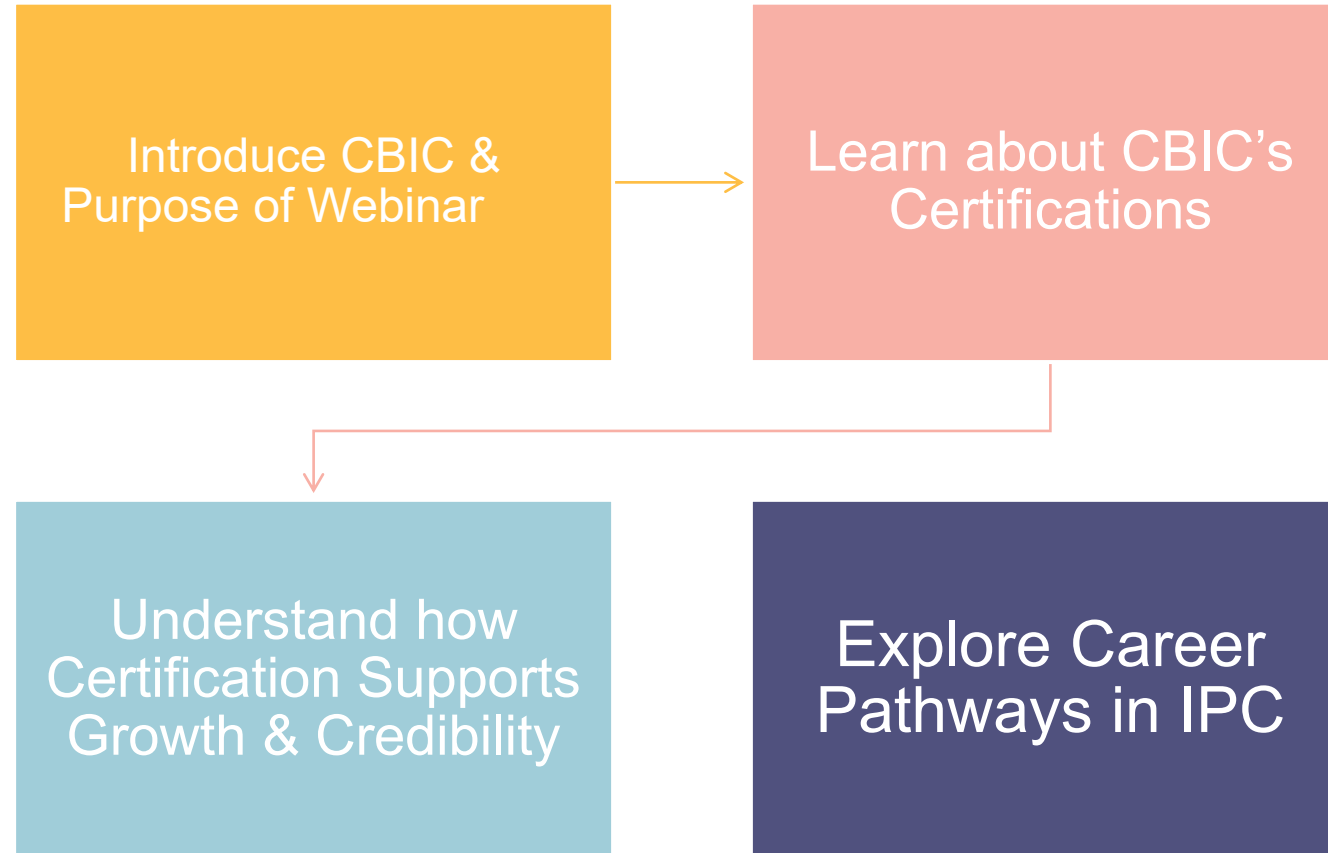 Introduce CBIC &
Purpose of Webinar
Learn about CBIC’s
Certifications
Understand how
Certification Supports
Growth & Credibility
Explore Career
Pathways in IPC